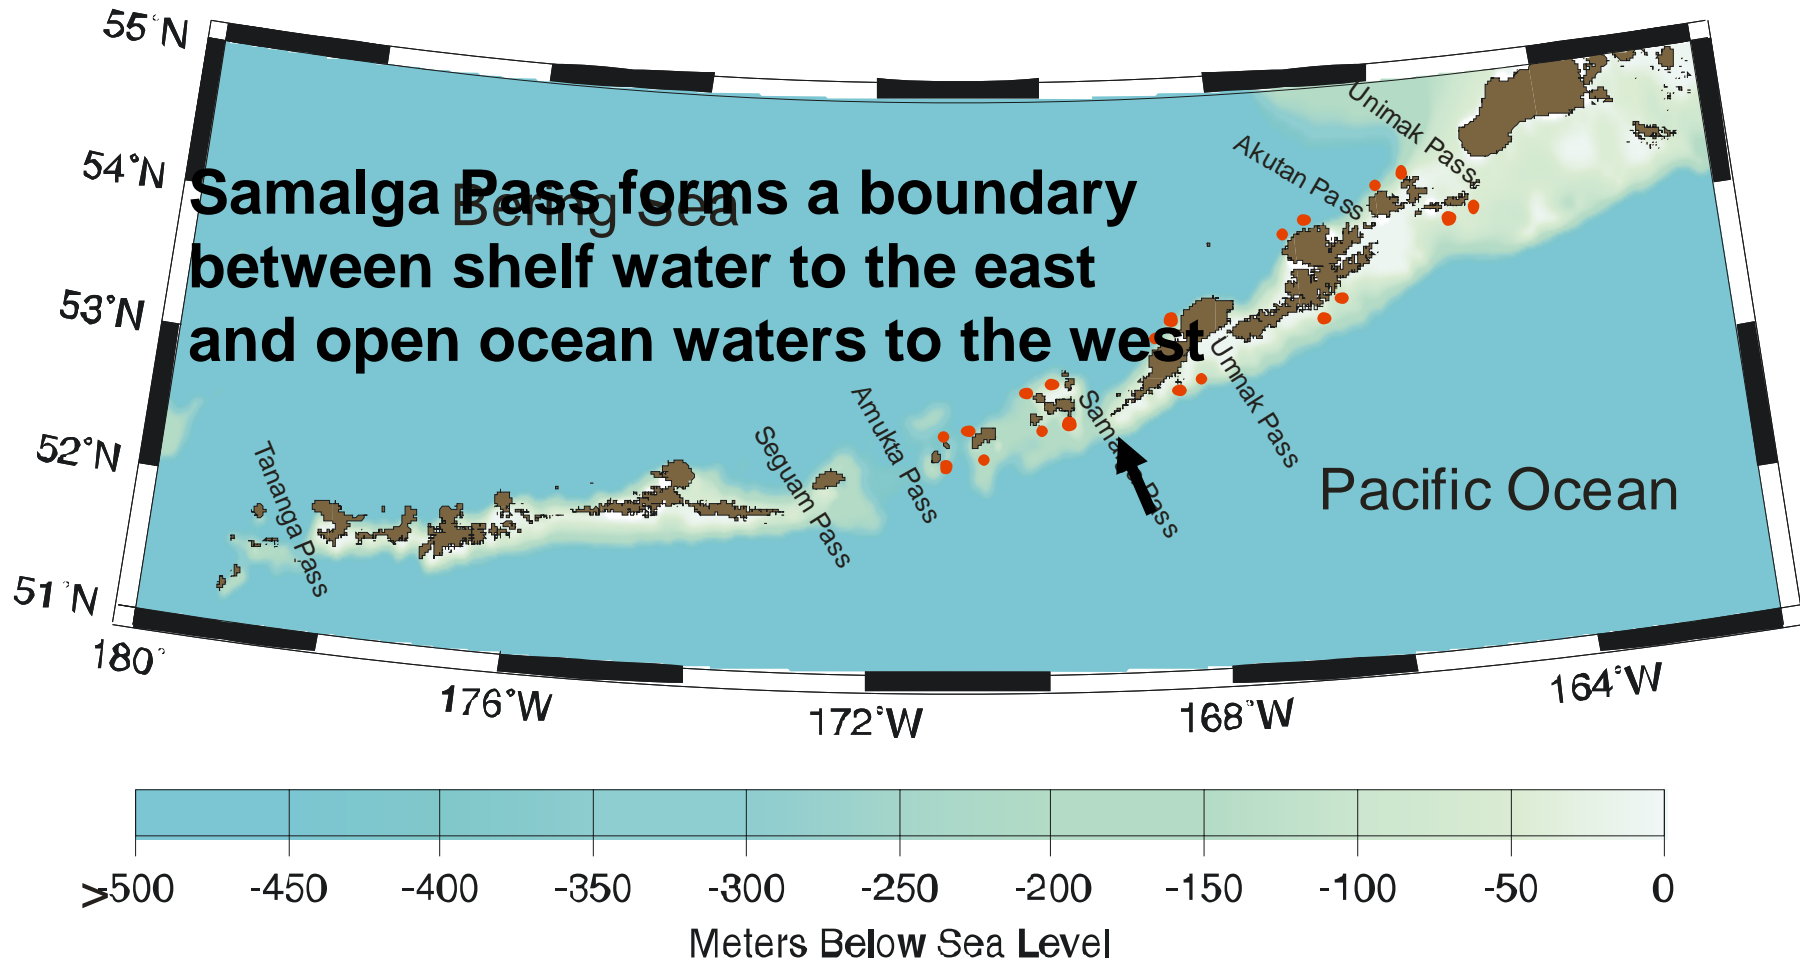 55°N
54°N
53°N
52°N
51°N
Samalga Pass forms a boundary
between shelf water to the east
and open ocean waters to the west
Bering Sea
Unimak Pass
Akutan Pass
Umnak Pass
Samalga Pass
Amukta Pass
Seguam Pass
Tananga Pass
Pacific Ocean
180°
176°W
172°W
168°W
164°W
>-500 -450 -400 -350 -300 -250 -200 -150 -100 -50 0
Meters Below Sea Level